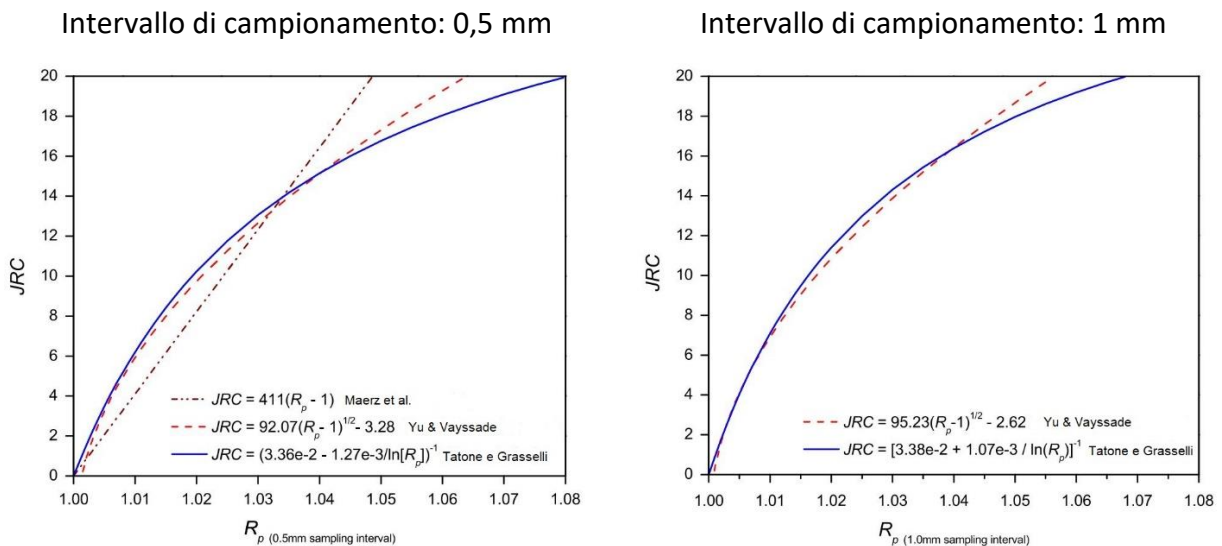 Intervallo di campionamento: 0,5 mm
20
18
16
14
12
10
8
6
4
2
0
JRC
JRC = 411(Rp - 1) Maerz et al.
JRC = 92.07(Rp - 1)^1/2 - 3.28 Yu & Vayssade
JRC = (3.36e-2 - 1.27e-3/ln[Rp])^-1 Tatone e Grasselli
1.00 1.01 1.02 1.03 1.04 1.05 1.06 1.07 1.08
Rp (0.5mm sampling interval)
Intervallo di campionamento: 1 mm
20
18
16
14
12
10
8
6
4
2
0
JRC
JRC = 95.23(Rp-1)^1/2 - 2.62 Yu & Vayssade
JRC = [3.38e-2 + 1.07e-3 / ln(Rp)]^-1 Tatone e Grasselli
1.00 1.01 1.02 1.03 1.04 1.05 1.06 1.07 1.08
Rp (1.0mm sampling interval)